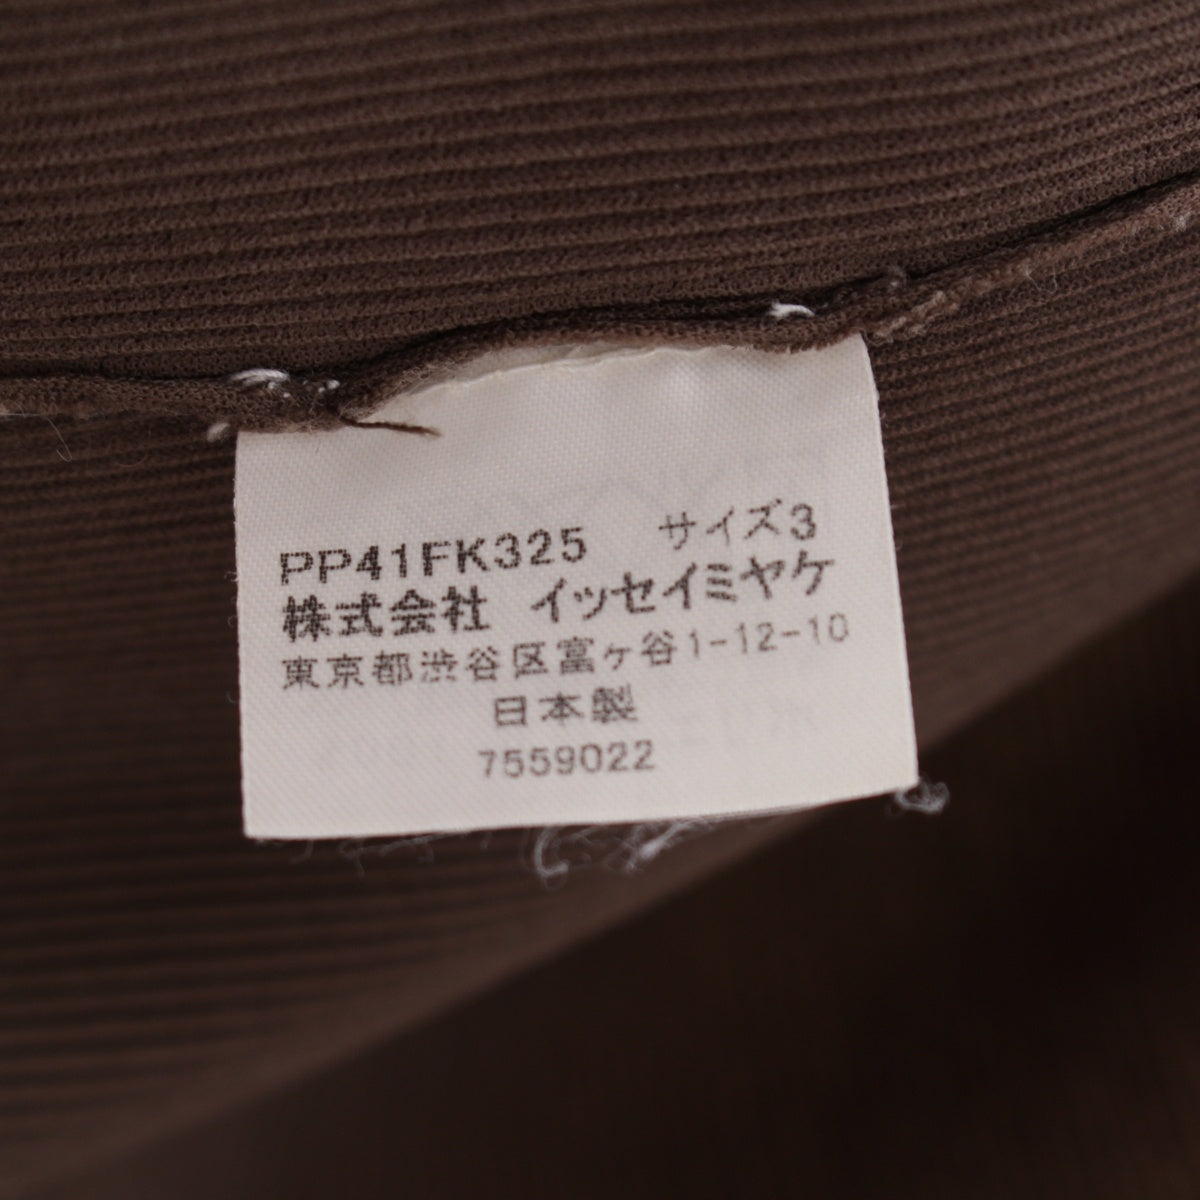 PP41FK325 サイズ3
株式会社 イッセイミヤケ
東京都渋谷区富ヶ谷1-12-10
日本製
7559022